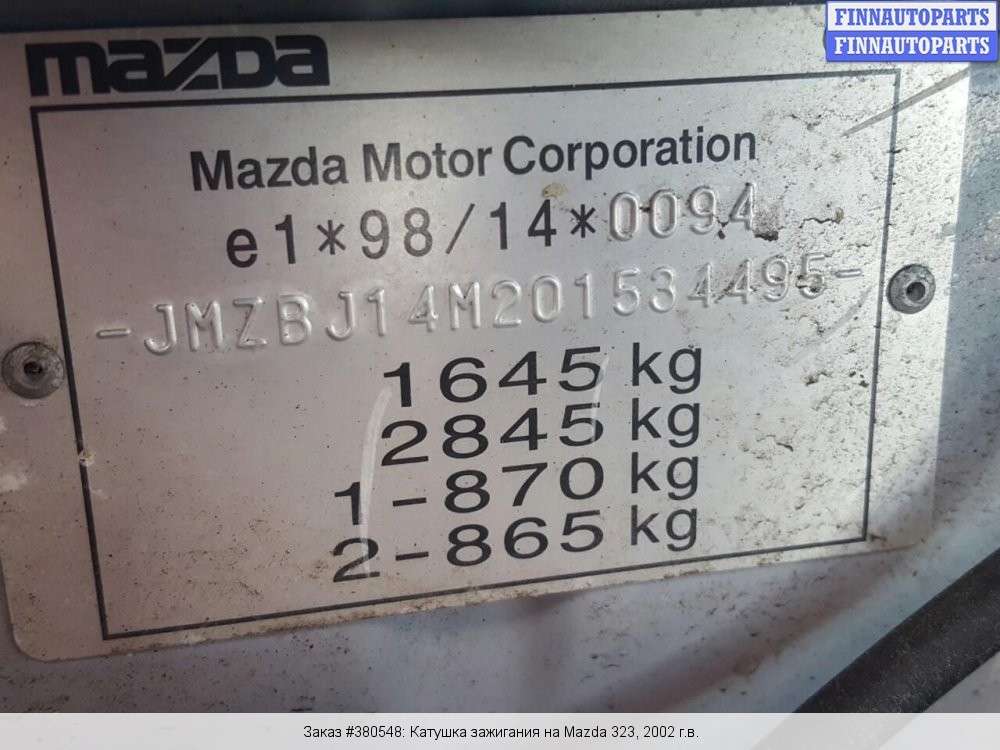 FINNAUTOPARTS
FINNAUTOPARTS
mazda
Mazda Motor Corporation
e1*98/14*0094
-JMZBJ14M201534495-
1645 kg
2845 kg
1-870 kg
2-865 kg
Заказ #380548: Катушка зажигания на Mazda 323, 2002 г.в.